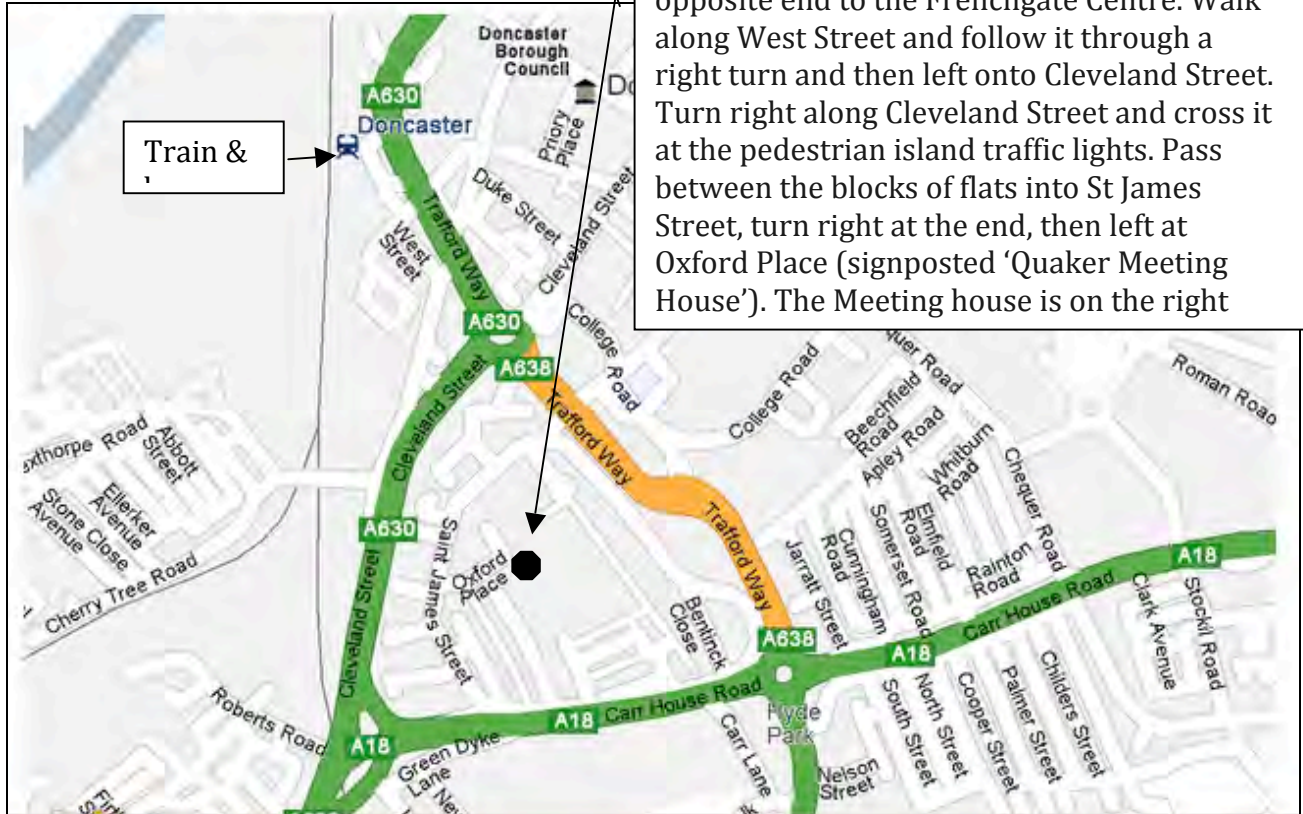 opposite end to the Frenchgate Centre. Walk
along West Street and follow it through a
right turn and then left onto Cleveland Street.
Turn right along Cleveland Street and cross it
at the pedestrian island traffic lights. Pass
between the blocks of flats into St James
Street, turn right at the end, then left at
Oxford Place (signposted ‘Quaker Meeting
House’). The Meeting house is on the right
Doncaster
Borough
Council
A630
Doncaster
Train &
Priory
Place
Duke Street
Cleveland Street
Trafford Way
West
Street
A630
College
Road
A638
Cleveland Street
Trafford Way
College Road
Beechfield
Road
Apley Road
Whitburn
Road
Chequer Road
Roman Road
Abbott
Street
Ellerker
Avenue
Stone Close
Avenue
Cherry Tree Road
A630
Saint James Street
Oxford
Place
Trafford Way
Jarratt Street
Cunningham
Road
Somerset Road
Elmfield
Road
Rainton
Road
A18
Clark Avenue
Stockil Road
Bentinck
Close
A638
Carr House Road
A18
Cleveland Street
Roberts Road
A18
Green Dyke
Lane
A18
Carr House Road
Carr Lane
Hyde
Park
Nelson
Street
South Street
North Street
Cooper Street
Palmer Street
Childers Street